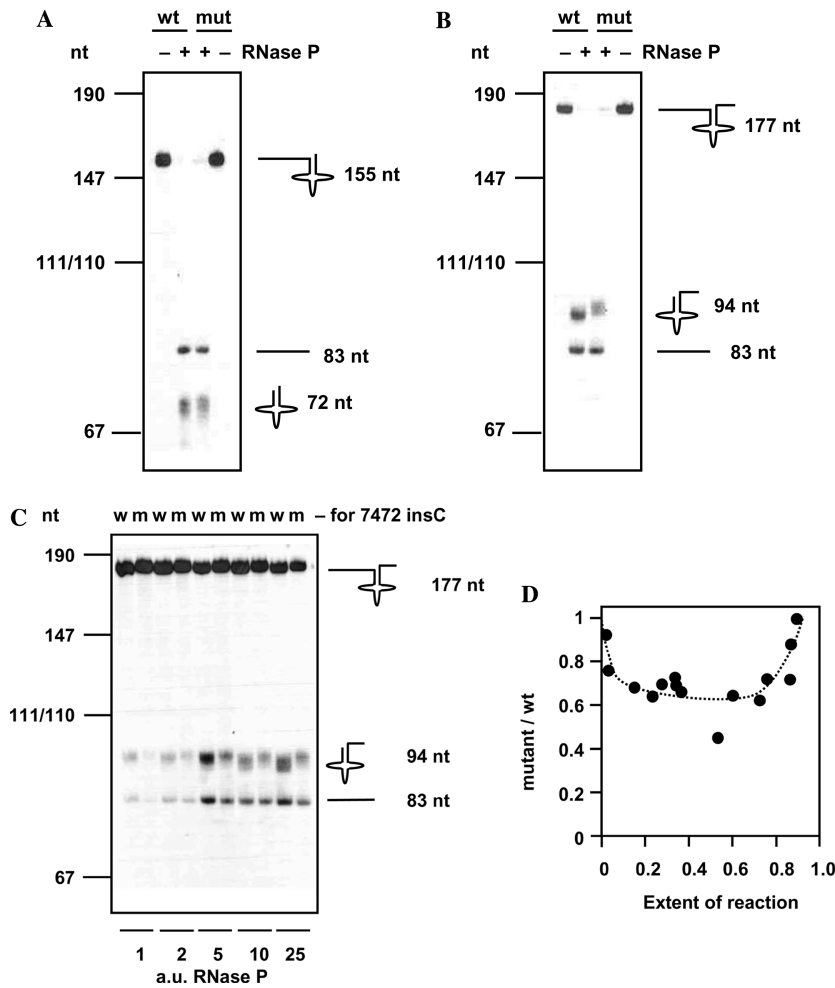 A
wt mut
nt – + + – RNase P
190
147
111/110
67
155 nt
83 nt
72 nt
B
wt mut
nt – + + – RNase P
190
147
111/110
67
177 nt
94 nt
83 nt
C nt w m w m w m w m w m – for 7472 insC
190
147
111/110
67
177 nt
94 nt
83 nt
1 2 5 10 25
a.u. RNase P
D
mutant / wt
1
0.8
0.6
0.4
0.2
0
0 0.2 0.4 0.6 0.8 1.0
Extent of reaction